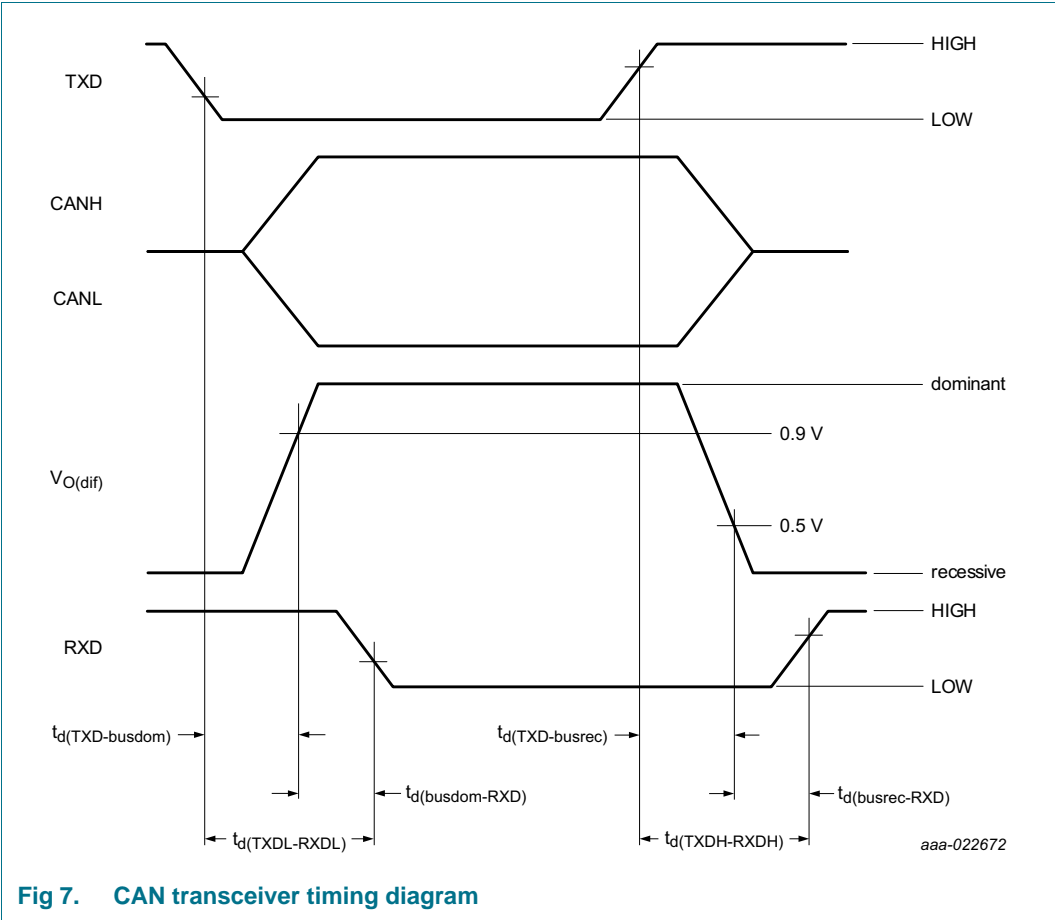 HIGH
TXD
LOW
CANH
CANL
dominant
0.9 V
VO(dif)
0.5 V
recessive
HIGH
RXD
LOW
td(TXD-busdom)
td(TXD-busrec)
td(busdom-RXD)
td(busrec-RXD)
td(TXDL-RXDL)
td(TXDH-RXDH)
aaa-022672
Fig 7. CAN transceiver timing diagram